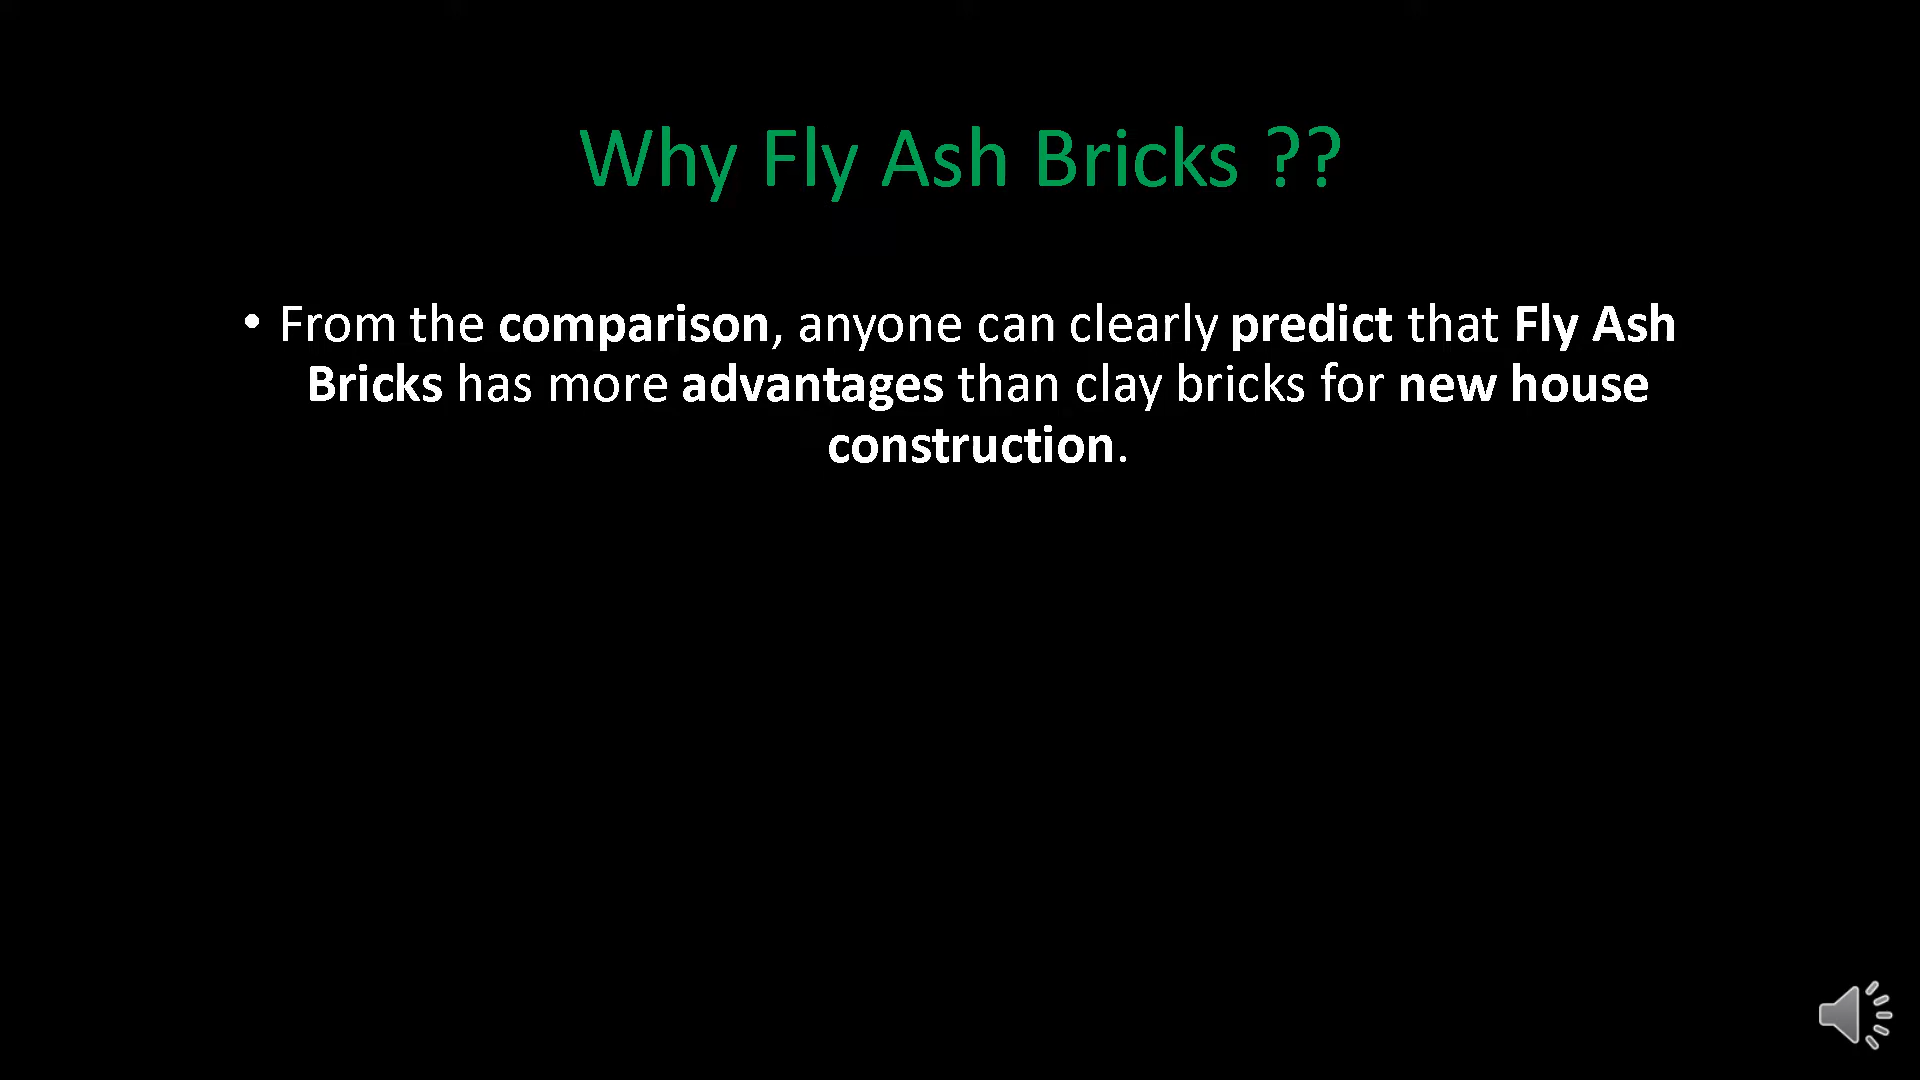 Why Fly Ash Bricks ??
• From the comparison, anyone can clearly predict that Fly Ash
Bricks has more advantages than clay bricks for new house
construction.